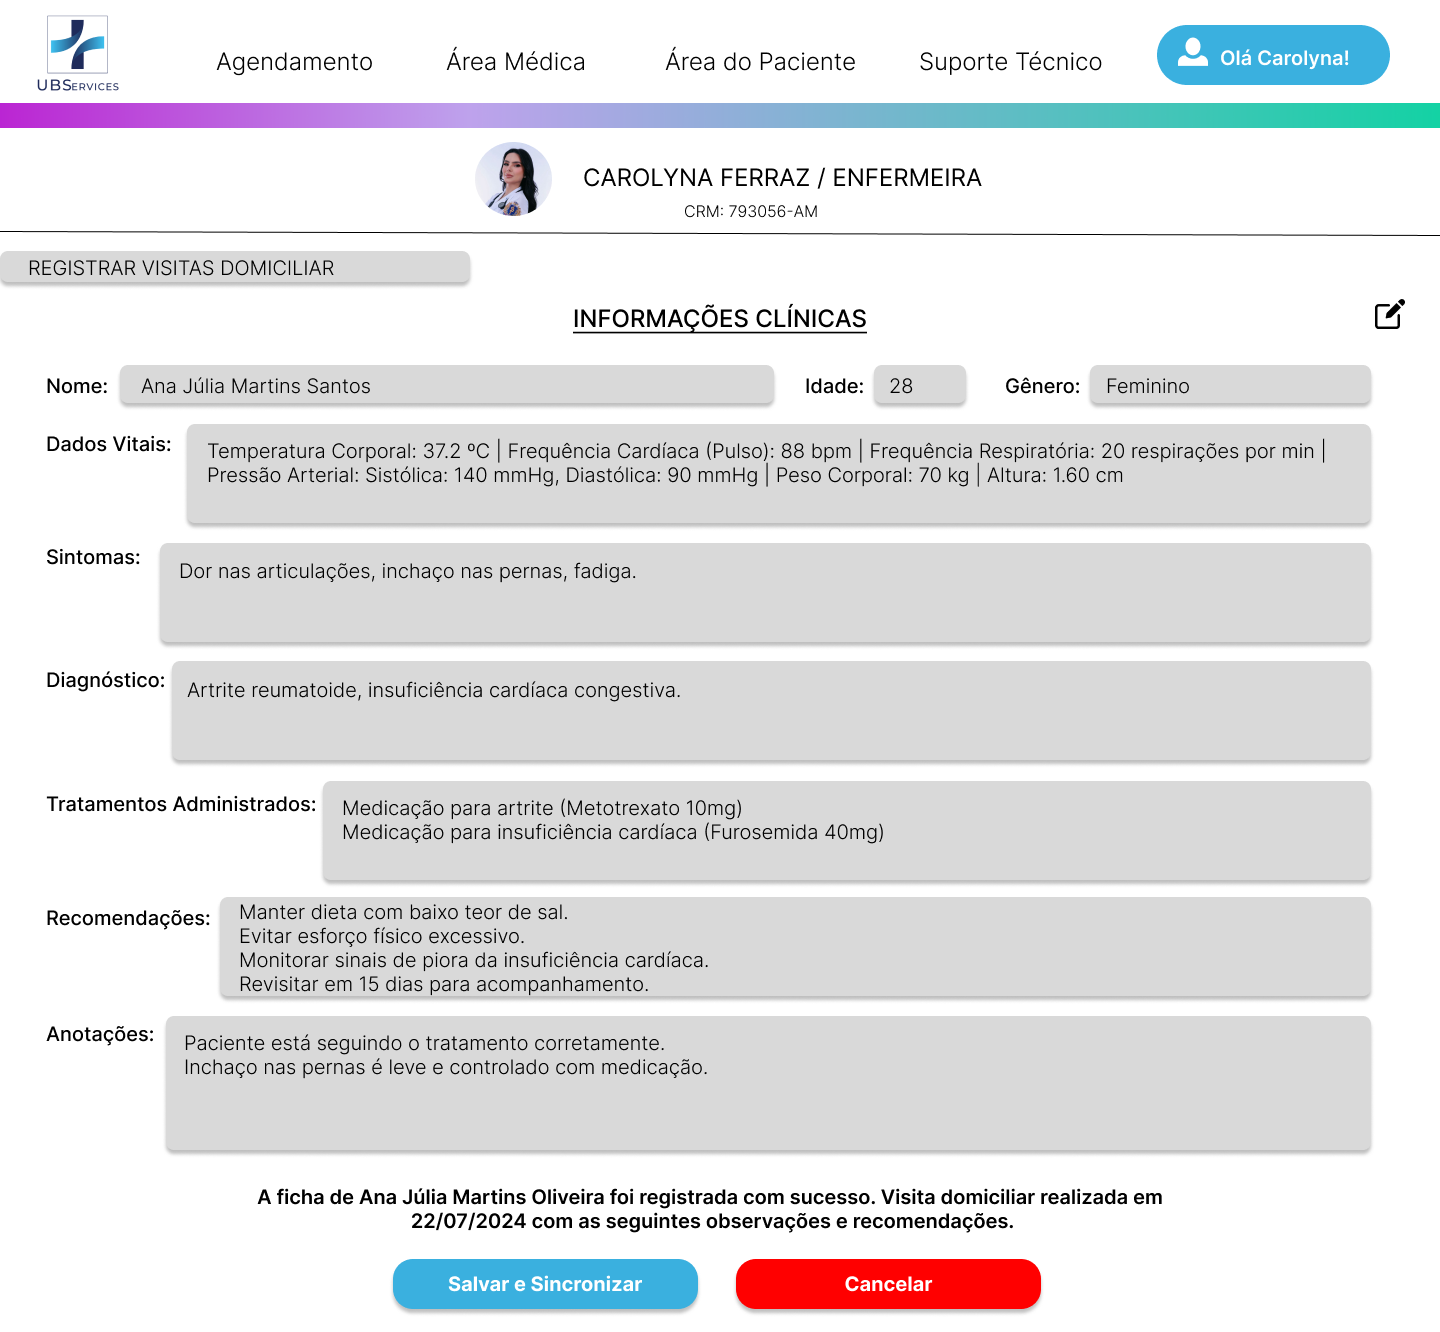 UBServices
Agendamento
Área Médica
Área do Paciente
Suporte Técnico
Olá Carolyna!
CAROLYNA FERRAZ / ENFERMEIRA
CRM: 793056-AM
REGISTRAR VISITAS DOMICILIAR
INFORMAÇÕES CLÍNICAS
Nome: Ana Júlia Martins Santos Idade: 28 Gênero: Feminino
Dados Vitais: Temperatura Corporal: 37.2 ºC | Frequência Cardíaca (Pulso): 88 bpm | Frequência Respiratória: 20 respirações por min |
Pressão Arterial: Sistólica: 140 mmHg, Diastólica: 90 mmHg | Peso Corporal: 70 kg | Altura: 1.60 cm
Sintomas: Dor nas articulações, inchaço nas pernas, fadiga.
Diagnóstico: Artrite reumatoide, insuficiência cardíaca congestiva.
Tratamentos Administrados: Medicação para artrite (Metotrexato 10mg)
Medicação para insuficiência cardíaca (Furosemida 40mg)
Recomendações: Manter dieta com baixo teor de sal.
Evitar esforço físico excessivo.
Monitorar sinais de piora da insuficiência cardíaca.
Revisitar em 15 dias para acompanhamento.
Anotações: Paciente está seguindo o tratamento corretamente.
Inchaço nas pernas é leve e controlado com medicação.
A ficha de Ana Júlia Martins Oliveira foi registrada com sucesso. Visita domiciliar realizada em
22/07/2024 com as seguintes observações e recomendações.
Salvar e Sincronizar
Cancelar